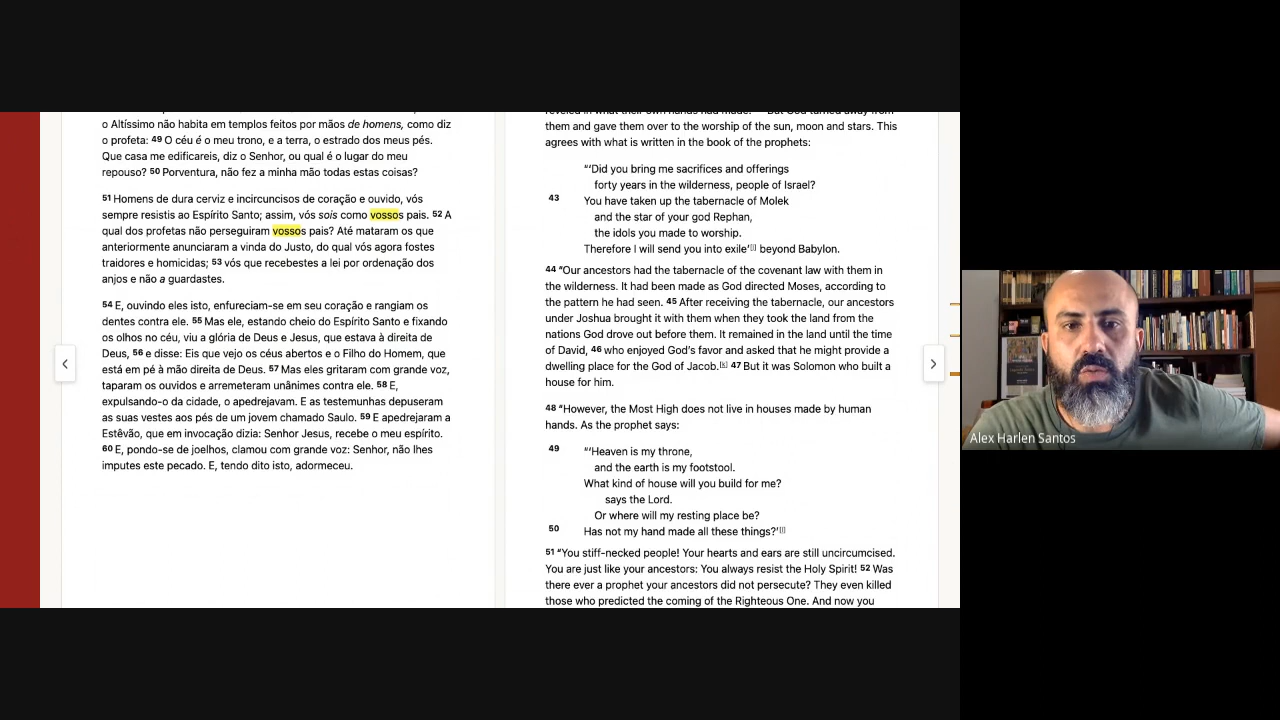 o Altíssimo não habita em templos feitos por mãos de homens, como diz
o profeta: 49 O céu é o meu trono, e a terra, o estrado dos meus pés.
Que casa me edificareis, diz o Senhor, ou qual é o lugar do meu
repouso? 50 Porventura, não fez a minha mão todas estas coisas?
51 Homens de dura cerviz e incircuncisos de coração e ouvido, vós
sempre resistis ao Espírito Santo; assim, vós sois como vossos pais. 52 A
qual dos profetas não perseguiram vossos pais? Até mataram os que
anteriormente anunciaram a vinda do Justo, do qual vós agora fostes
traidores e homicidas; 53 vós que recebestes a lei por ordenação dos
anjos e não a guardastes.
54 E, ouvindo eles isto, enfureciam-se em seu coração e rangiam os
dentes contra ele. 55 Mas ele, estando cheio do Espírito Santo e fixando
os olhos no céu, viu a glória de Deus e Jesus, que estava à direita de
Deus, 56 e disse: Eis que vejo os céus abertos e o Filho do Homem, que
está em pé à mão direita de Deus. 57 Mas eles gritaram com grande voz,
taparam os ouvidos e arremeteram unânimes contra ele. 58 E,
expulsando-o da cidade, o apedrejavam. E as testemunhas depuseram
as suas vestes aos pés de um jovem chamado Saulo. 59 E apedrejaram a
Estêvão, que em invocação dizia: Senhor Jesus, recebe o meu espírito.
60 E, pondo-se de joelhos, clamou com grande voz: Senhor, não lhes
imputes este pecado. E, tendo dito isto, adormeceu.
reveled in what their own hands had made. But God turned away from
them and gave them over to the worship of the sun, moon and stars. This
agrees with what is written in the book of the prophets:
“‘Did you bring me sacrifices and offerings
forty years in the wilderness, people of Israel?
43 You have taken up the tabernacle of Molek
and the star of your god Rephan,
the idols you made to worship.
Therefore I will send you into exile’[j] beyond Babylon.
44 “Our ancestors had the tabernacle of the covenant law with them in
the wilderness. It had been made as God directed Moses, according to
the pattern he had seen. 45 After receiving the tabernacle, our ancestors
under Joshua brought it with them when they took the land from the
nations God drove out before them. It remained in the land until the time
of David, 46 who enjoyed God’s favor and asked that he might provide a
dwelling place for the God of Jacob.[k] 47 But it was Solomon who built a
house for him.
48 “However, the Most High does not live in houses made by human
hands. As the prophet says:
49 “‘Heaven is my throne,
and the earth is my footstool.
What kind of house will you build for me?
says the Lord.
Or where will my resting place be?
50 Has not my hand made all these things?’[l]
51 “You stiff-necked people! Your hearts and ears are still uncircumcised.
You are just like your ancestors: You always resist the Holy Spirit! 52 Was
there ever a prophet your ancestors did not persecute? They even killed
those who predicted the coming of the Righteous One. And now you
Alex Harlen Santos